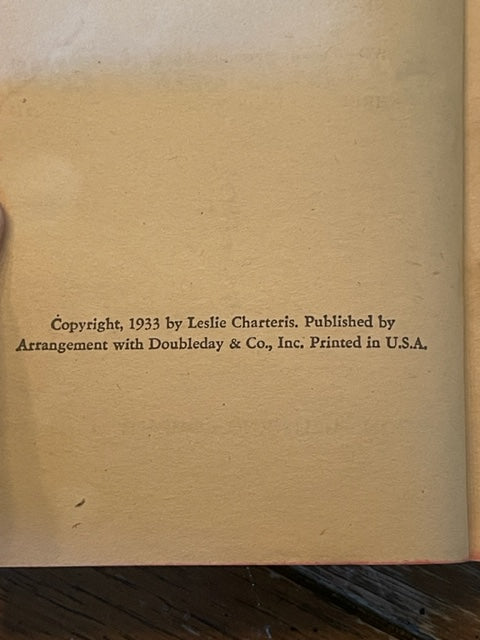 Copyright, 1933 by Leslie Charteris. Published by
Arrangement with Doubleday & Co., Inc. Printed in U.S.A.